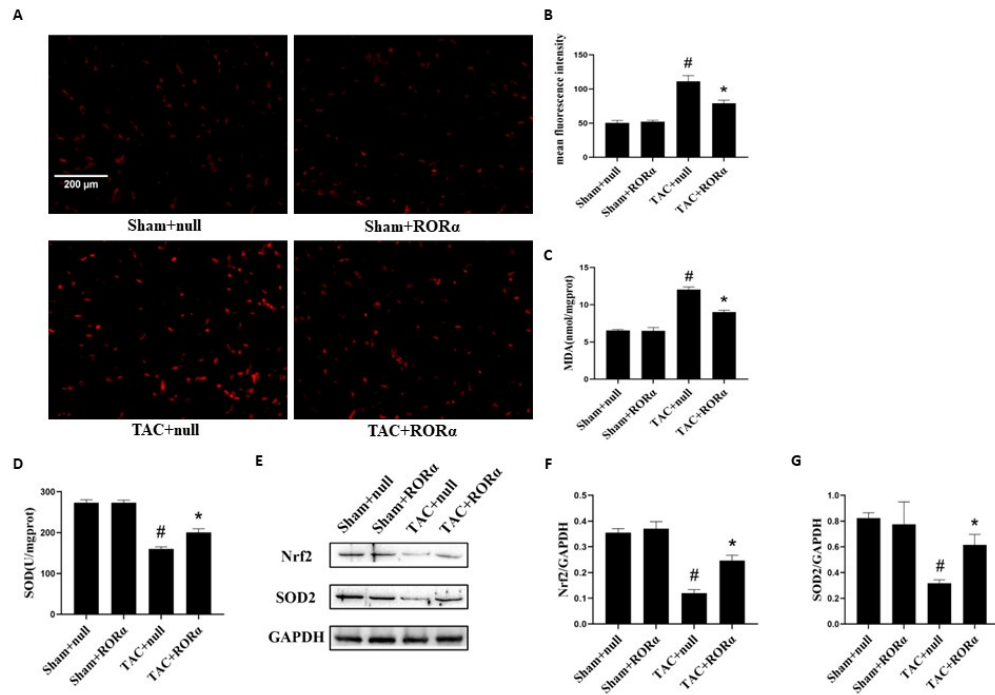 A
200 μm
Sham+null
Sham+RORα
TAC+null
TAC+RORα
B
mean fluorescence intensity
150
100
50
0
#
*
Sham+null
Sham+RORα
TAC+null
TAC+RORα
C
MDA(nmol/mgprot)
15
10
5
0
#
*
Sham+null
Sham+RORα
TAC+null
TAC+RORα
D
SOD(U/mgprot)
300
200
100
0
#
*
Sham+null
Sham+RORα
TAC+null
TAC+RORα
E
Sham+null
Sham+RORα
TAC+null
TAC+RORα
Nrf2
SOD2
GAPDH
F
Nrf2/GAPDH
0.5
0.4
0.3
0.2
0.1
0.0
#
*
Sham+null
Sham+RORα
TAC+null
TAC+RORα
G
SOD2/GAPDH
1.0
0.8
0.6
0.4
0.2
0.0
#
*
Sham+null
Sham+RORα
TAC+null
TAC+RORα